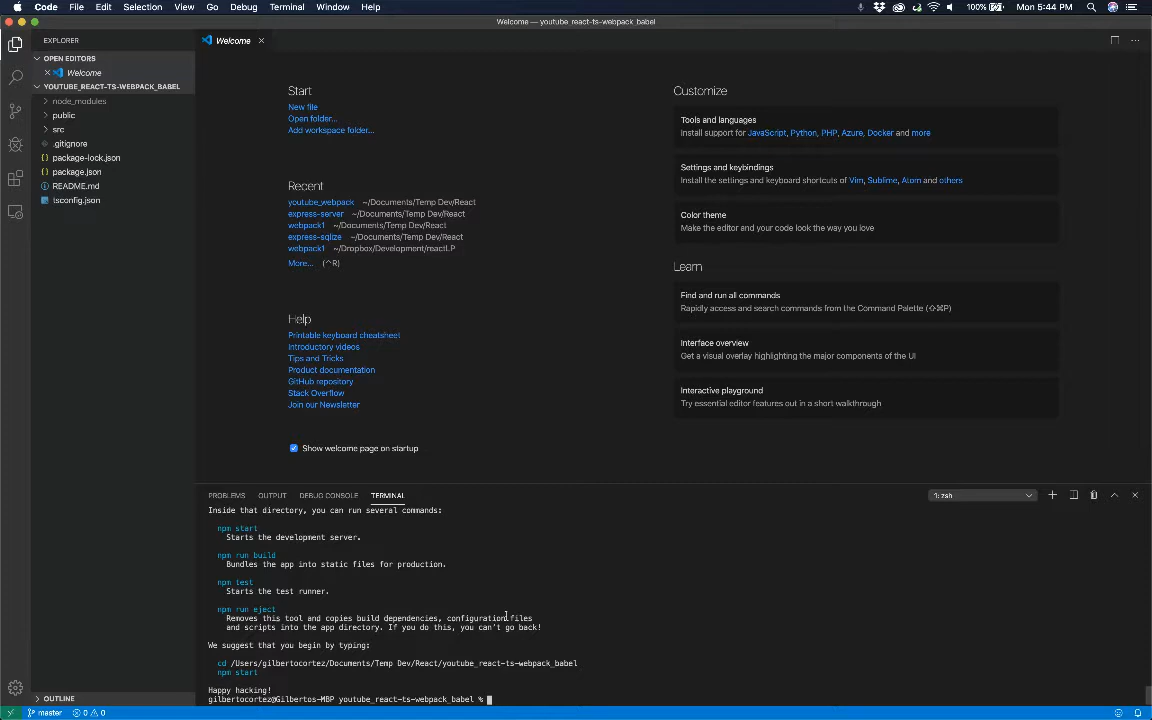 Code File Edit Selection View Go Debug Terminal Window Help 100% Mon 5:44 PM
Welcome — youtube_react-ts-webpack_babel
EXPLORER
Welcome
OPEN EDITORS
Welcome
YOUTUBE_REACT-TS-WEBPACK_BABEL
node_modules
public
src
.gitignore
package-lock.json
package.json
README.md
tsconfig.json
OUTLINE
Start
New file
Open folder...
Add workspace folder...
Recent
youtube_webpack ~/Documents/Temp Dev/React
express-server ~/Documents/Temp Dev/React
webpack1 ~/Documents/Temp Dev/React
express-sqlize ~/Documents/Temp Dev/React
webpack1 ~/Dropbox/Development/reactLP
More... (⌃R)
Help
Printable keyboard cheatsheet
Introductory videos
Tips and Tricks
Product documentation
GitHub repository
Stack Overflow
Join our Newsletter
Show welcome page on startup
Customize
Tools and languages
Install support for JavaScript, Python, PHP, Azure, Docker and more
Settings and keybindings
Install the settings and keyboard shortcuts of Vim, Sublime, Atom and others
Color theme
Make the editor and your code look the way you love
Learn
Find and run all commands
Rapidly access and search commands from the Command Palette (⇧⌘P)
Interface overview
Get a visual overlay highlighting the major components of the UI
Interactive playground
Try essential editor features out in a short walkthrough
PROBLEMS OUTPUT DEBUG CONSOLE TERMINAL 1: zsh
Inside that directory, you can run several commands:
npm start
Starts the development server.
npm run build
Bundles the app into static files for production.
npm test
Starts the test runner.
npm run eject
Removes this tool and copies build dependencies, configuration files
and scripts into the app directory. If you do this, you can't go back!
We suggest that you begin by typing:
cd /Users/gilbertocortez/Documents/Temp Dev/React/youtube_react-ts-webpack_babel
npm start
Happy hacking!
gilbertocortez@Gilbertos-MBP youtube_react-ts-webpack_babel %
master 0 0